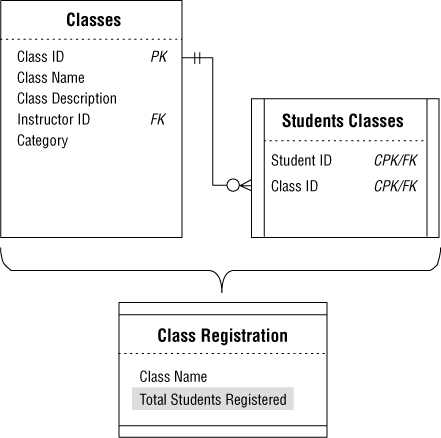 Classes
Class ID PK
Class Name
Class Description
Instructor ID FK
Category
Students Classes
Student ID CPK/FK
Class ID CPK/FK
Class Registration
Class Name
Total Students Registered